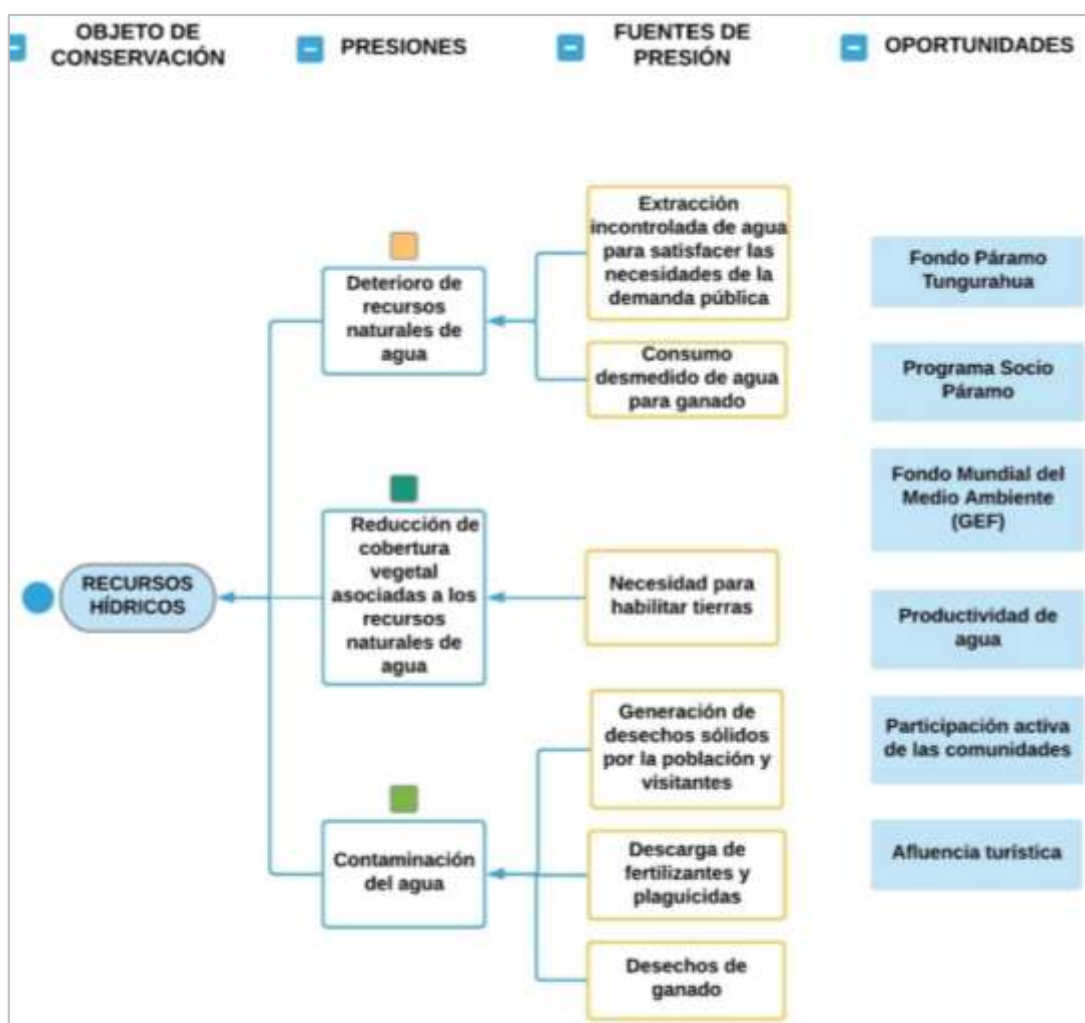 OBJETO DE
CONSERVACIÓN
PRESIONES
FUENTES DE
PRESIÓN
OPORTUNIDADES
Extracción
incontrolada de agua
para satisfacer las
necesidades de la
demanda pública
Deterioro de
recursos
naturales de
agua
Consumo
desmedido de agua
para ganado
Fondo Páramo
Tungurahua
Programa Socio
Páramo
Fondo Mundial del
Medio Ambiente
(GEF)
RECURSOS
HÍDRICOS
Reducción de
cobertura
vegetal
asociadas a los
recursos
naturales de
agua
Necesidad para
habilitar tierras
Productividad de
agua
Generación de
desechos sólidos
por la población y
visitantes
Participación activa
de las comunidades
Contaminación
del agua
Descarga de
fertilizantes y
plaguicidas
Afluencia turística
Desechos de
ganado